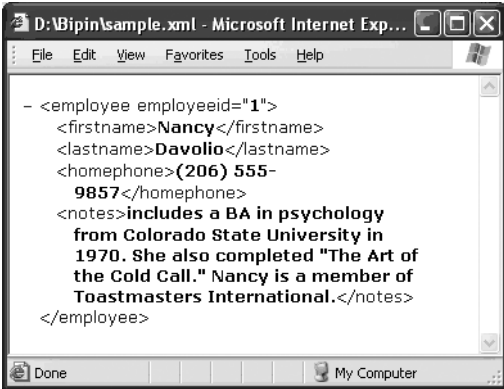 D:\Bipin\sample.xml - Microsoft Internet Exp...
File Edit View Favorites Tools Help
- <employee employeeid="1">
<firstname>Nancy</firstname>
<lastname>Davolio</lastname>
<homephone>(206) 555-
9857</homephone>
<notes>includes a BA in psychology
from Colorado State University in
1970. She also completed "The Art of
the Cold Call." Nancy is a member of
Toastmasters International.</notes>
</employee>
Done My Computer